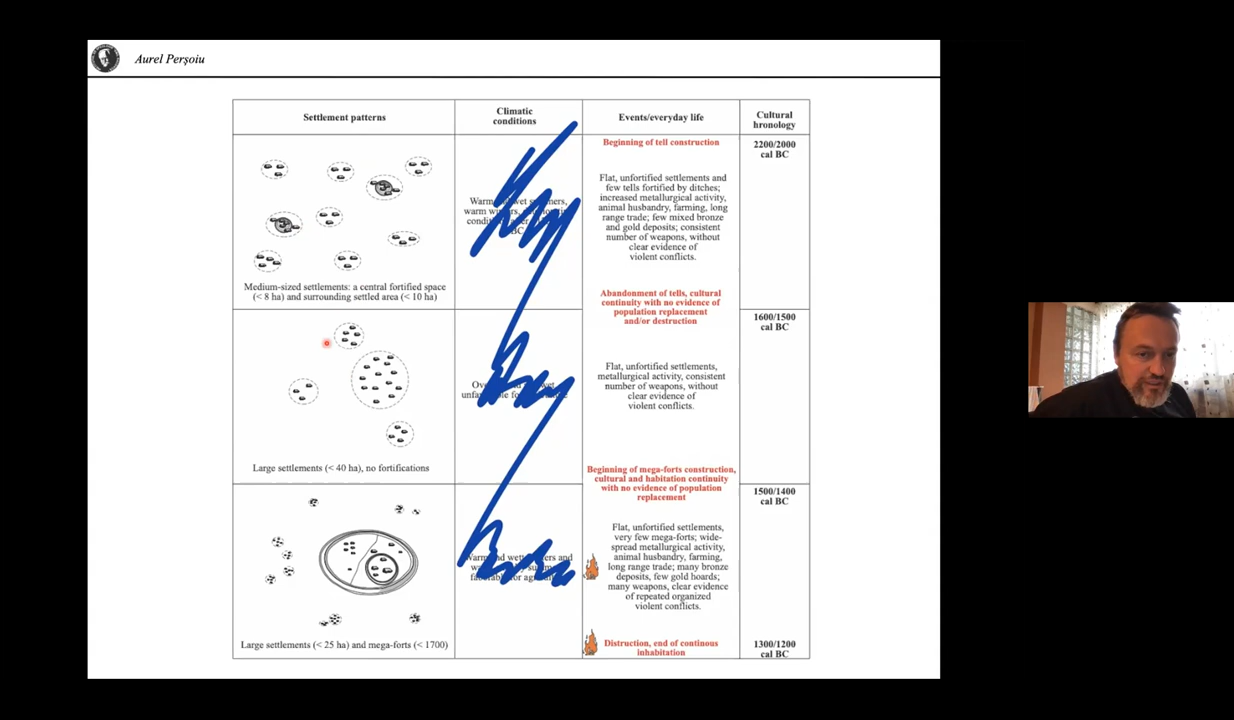 Aurel Perșoiu
Settlement patterns
Climatic
conditions
Events/everyday life
Cultural
hronology
Beginning of tell construction
2200/2000
cal BC
Flat, unfortified settlements and
few tells fortified by ditches;
increased metallurgical activity,
animal husbandry, farming, long
range trade; few mixed bronze
and gold deposits; consistent
number of weapons, without
clear evidence of
violent conflicts.
Warm
warm
BC
Medium-sized settlements: a central fortified space
(< 8 ha) and surrounding settled area (< 10 ha)
Abandonment of tells, cultural
continuity with no evidence of
population replacement
and/or destruction
1600/1500
cal BC
Flat, unfortified settlements,
metallurgical activity, consistent
number of weapons, without
clear evidence of
violent conflicts.
Large settlements (< 40 ha), no fortifications
Beginning of mega-forts construction,
cultural and habitation continuity
with no evidence of population
replacement
1500/1400
cal BC
Flat, unfortified settlements,
very few mega-forts; wide-
spread metallurgical activity,
animal husbandry, farming,
long range trade; many bronze
deposits, few gold hoards;
many weapons, clear evidence
of repeated organized
violent conflicts.
and
Large settlements (< 25 ha) and mega-forts (< 1700)
Distruction, end of continous
inhabitation
1300/1200
cal BC